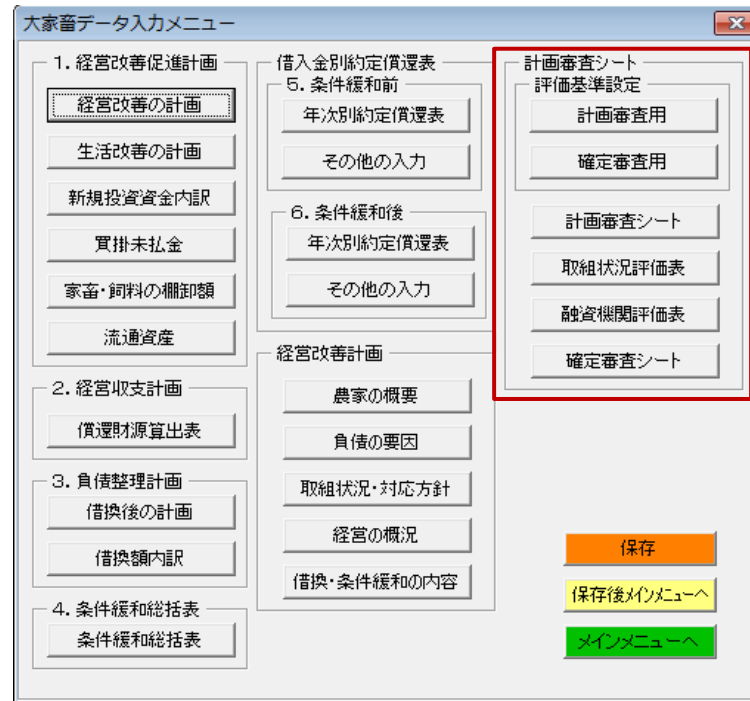 大家畜データ入力メニュー
1. 経営改善促進計画
経営改善の計画
生活改善の計画
新規投資資金内訳
買掛未払金
家畜・飼料の棚卸額
流通資産
2. 経営収支計画
償還財源算出表
3. 負債整理計画
借換後の計画
借換額内訳
4. 条件緩和総括表
条件緩和総括表
借入金別約定償還表
5. 条件緩和前
年次別約定償還表
その他の入力
6. 条件緩和後
年次別約定償還表
その他の入力
経営改善計画
農家の概要
負債の要因
取組状況・対応方針
経営の概況
借換・条件緩和の内容
計画審査シート
評価基準設定
計画審査用
確定審査用
計画審査シート
取組状況評価表
融資機関評価表
確定審査シート
保存
保存後メインメニューへ
メインメニューへ